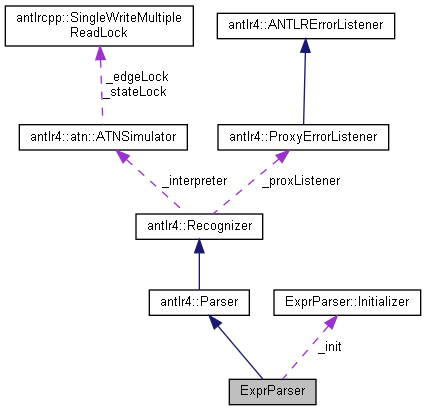 antlrcpp::SingleWriteMultiple
ReadLock
antlr4::ANTLRErrorListener
_edgeLock
_stateLock
antlr4::atn::ATNSimulator
antlr4::ProxyErrorListener
_interpreter
_proxListener
antlr4::Recognizer
antlr4::Parser
ExprParser::Initializer
_init
ExprParser